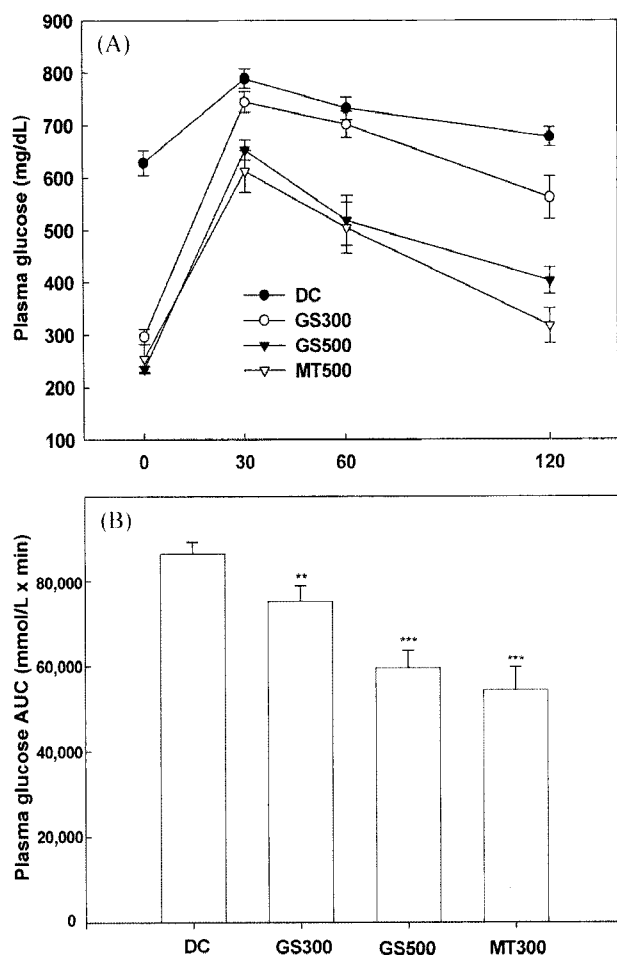 (A)
Plasma glucose (mg/dL)
900
800
700
600
500
400
300
200
100
DC
GS300
GS500
MT500
0 30 60 120
(B)
Plasma glucose AUC (mmol/L x min)
80,000
60,000
40,000
20,000
0
**
***
***
DC GS300 GS500 MT300